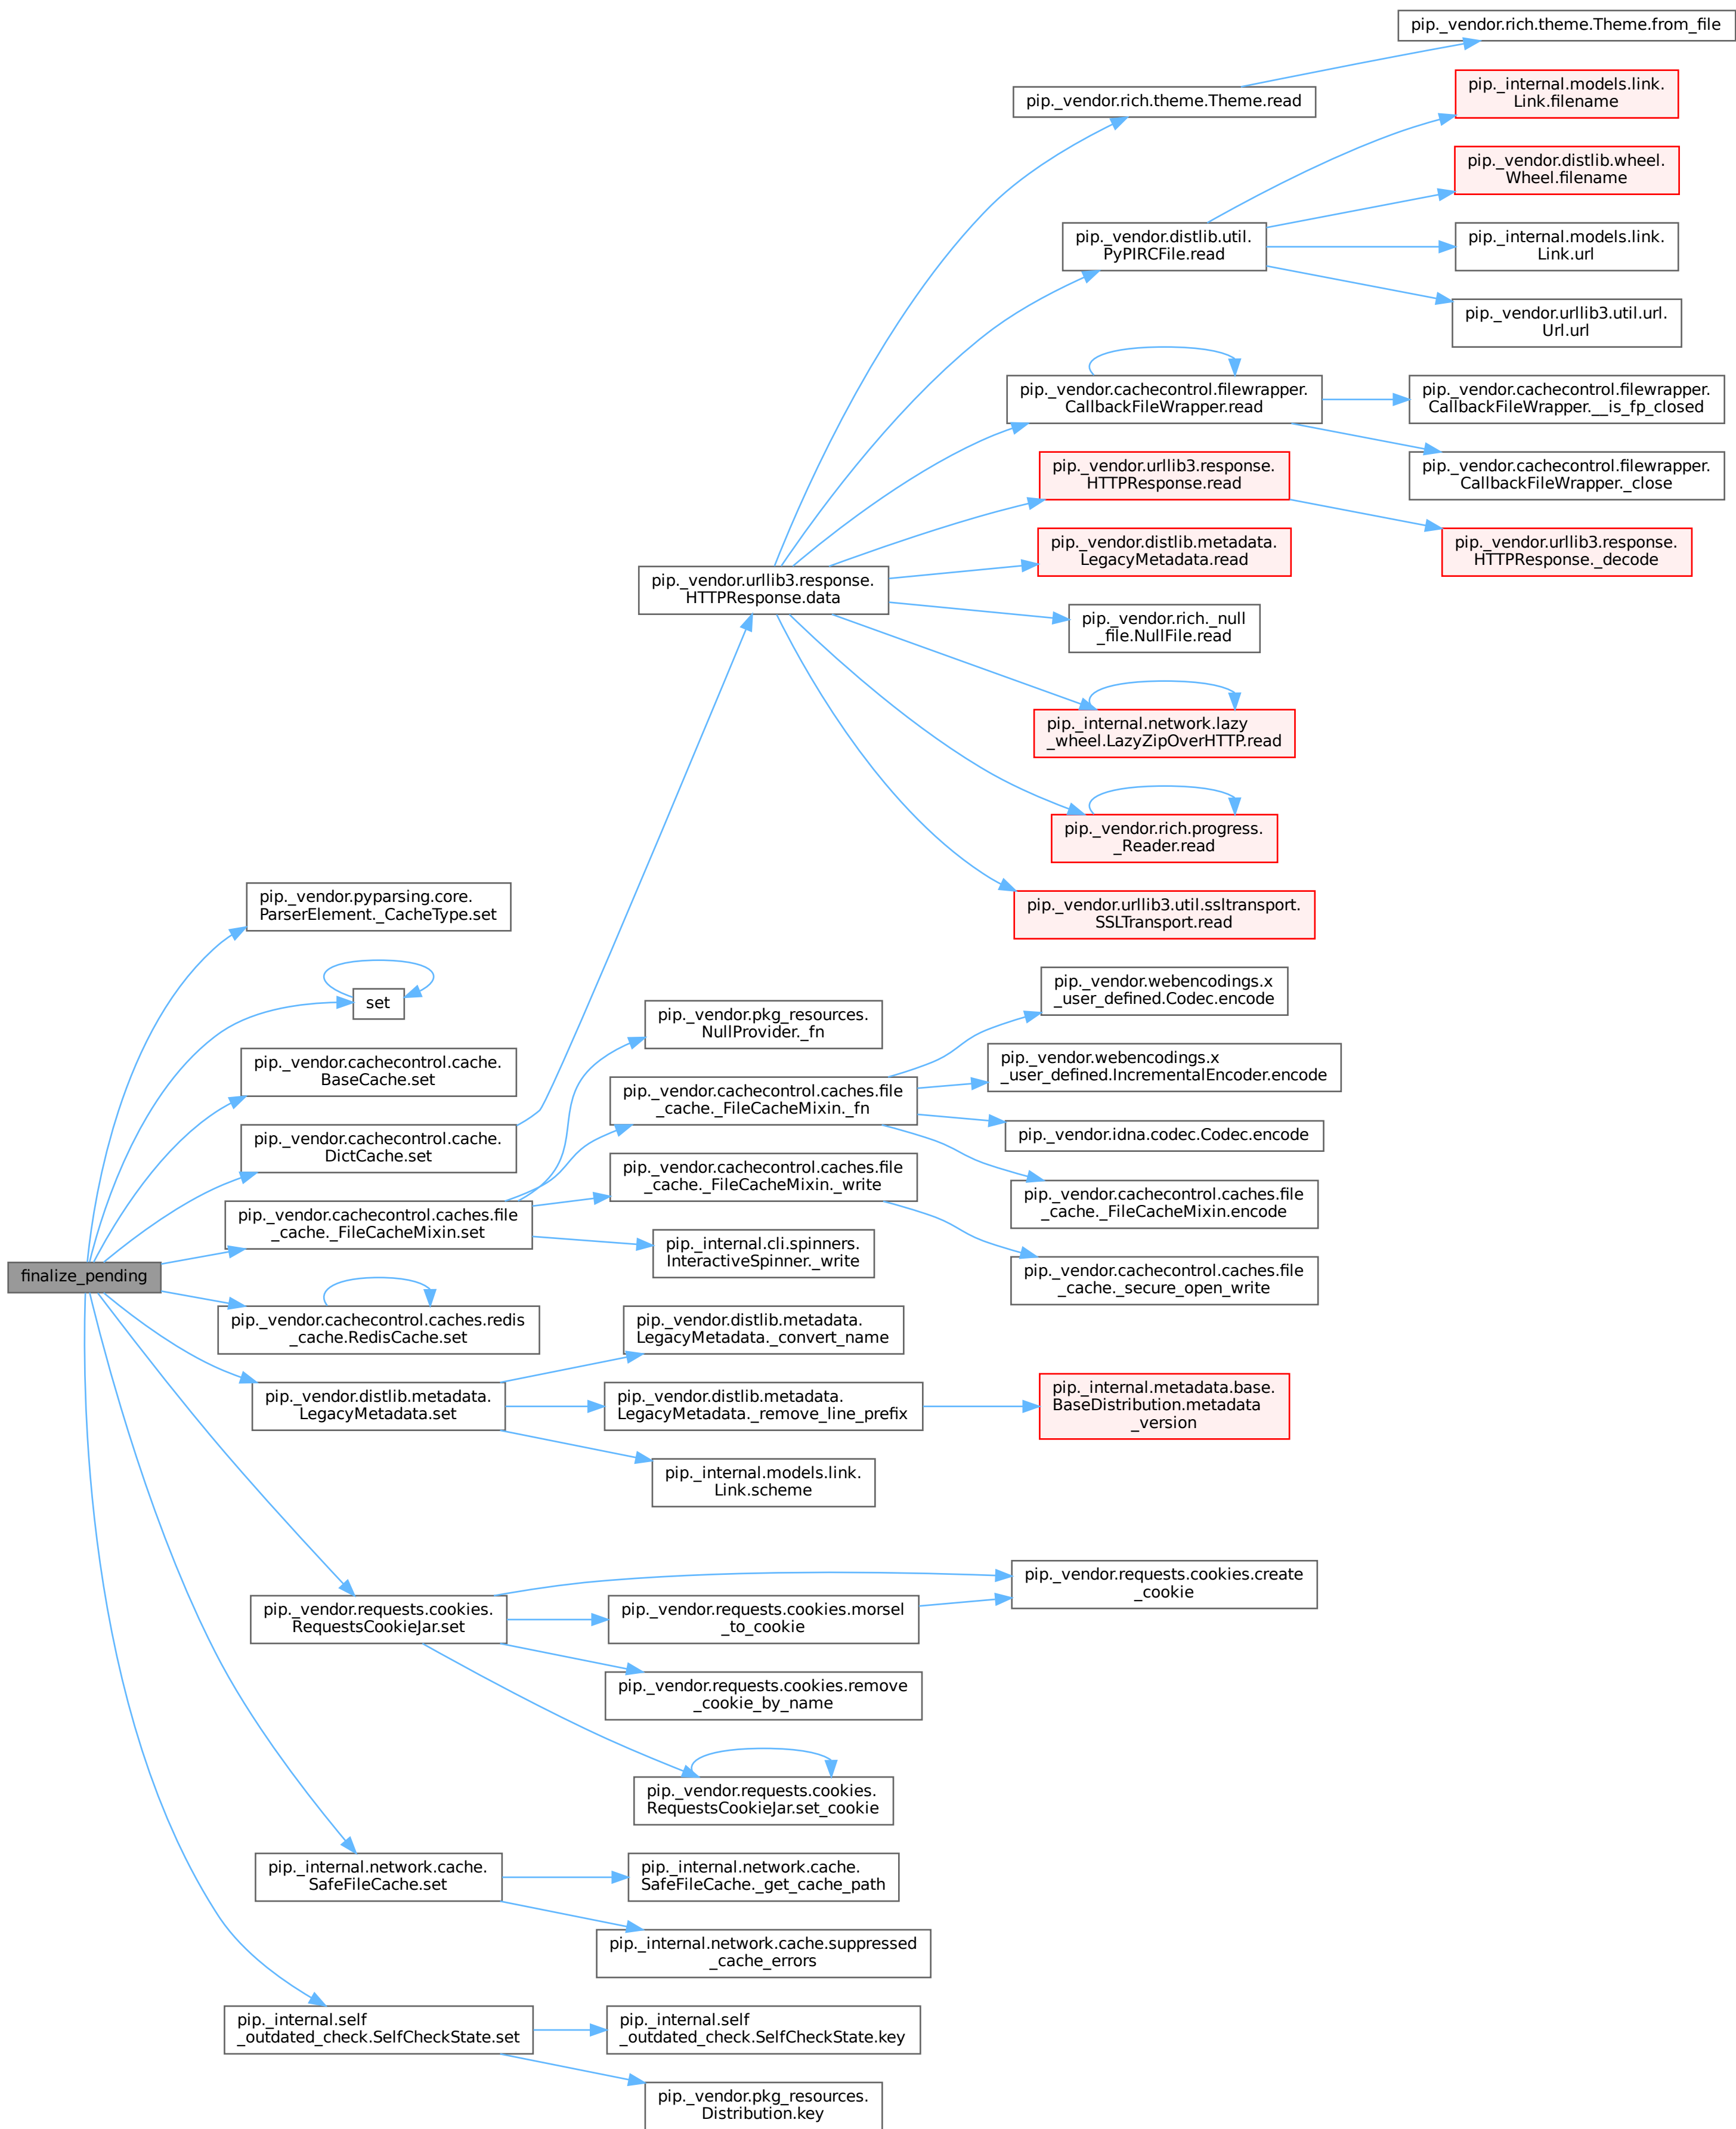 pip._vendor.rich.theme.Theme.from_file
pip._internal.models.link.
Link.filename
pip._vendor.rich.theme.Theme.read
pip._vendor.distlib.wheel.
Wheel.filename
pip._vendor.distlib.util.
PyPIRCFile.read
pip._internal.models.link.
Link.url
pip._vendor.urllib3.util.url.
Url.url
pip._vendor.cachecontrol.filewrapper.
CallbackFileWrapper.read
pip._vendor.cachecontrol.filewrapper.
CallbackFileWrapper.__is_fp_closed
pip._vendor.urllib3.response.
HTTPResponse.read
pip._vendor.cachecontrol.filewrapper.
CallbackFileWrapper._close
pip._vendor.distlib.metadata.
LegacyMetadata.read
pip._vendor.urllib3.response.
HTTPResponse._decode
pip._vendor.urllib3.response.
HTTPResponse.data
pip._vendor.rich._null
_file.NullFile.read
pip._internal.network.lazy
_wheel.LazyZipOverHTTP.read
pip._vendor.rich.progress.
_Reader.read
pip._vendor.urllib3.util.ssltransport.
SSLTransport.read
pip._vendor.pyparsing.core.
ParserElement._CacheType.set
set
pip._vendor.pkg_resources.
NullProvider._fn
pip._vendor.webencodings.x
_user_defined.Codec.encode
pip._vendor.cachecontrol.cache.
BaseCache.set
pip._vendor.cachecontrol.caches.file
_cache._FileCacheMixin._fn
pip._vendor.webencodings.x
_user_defined.IncrementalEncoder.encode
pip._vendor.cachecontrol.cache.
DictCache.set
pip._vendor.idna.codec.Codec.encode
pip._vendor.cachecontrol.caches.file
_cache._FileCacheMixin._write
pip._vendor.cachecontrol.caches.file
_cache._FileCacheMixin.encode
pip._vendor.cachecontrol.caches.file
_cache._FileCacheMixin.set
pip._internal.cli.spinners.
InteractiveSpinner._write
pip._vendor.cachecontrol.caches.file
_cache._secure_open_write
finalize_pending
pip._vendor.cachecontrol.caches.redis
_cache.RedisCache.set
pip._vendor.distlib.metadata.
LegacyMetadata._convert_name
pip._vendor.distlib.metadata.
LegacyMetadata.set
pip._vendor.distlib.metadata.
LegacyMetadata._remove_line_prefix
pip._internal.metadata.base.
BaseDistribution.metadata
_version
pip._internal.models.link.
Link.scheme
pip._vendor.requests.cookies.create
_cookie
pip._vendor.requests.cookies.
RequestsCookieJar.set
pip._vendor.requests.cookies.morsel
_to_cookie
pip._vendor.requests.cookies.remove
_cookie_by_name
pip._vendor.requests.cookies.
RequestsCookieJar.set_cookie
pip._internal.network.cache.
SafeFileCache.set
pip._internal.network.cache.
SafeFileCache._get_cache_path
pip._internal.network.cache.suppressed
_cache_errors
pip._internal.self
_outdated_check.SelfCheckState.set
pip._internal.self
_outdated_check.SelfCheckState.key
pip._vendor.pkg_resources.
Distribution.key